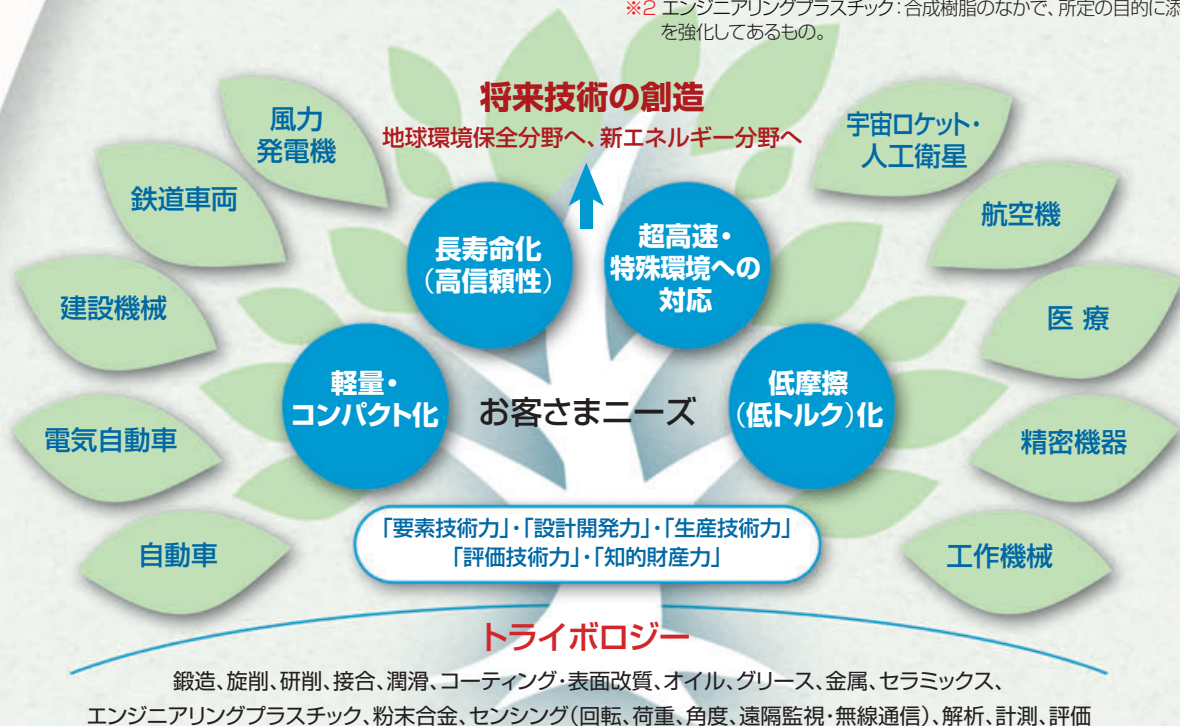 ※2 エンジニアリングプラスチック：合成樹脂のなかで、所定の目的に添
を強化してあるもの。
将来技術の創造
地球環境保全分野へ、新エネルギー分野へ
風力
発電機
鉄道車両
建設機械
電気自動車
自動車
宇宙ロケット・
人工衛星
航空機
医 療
精密機器
工作機械
長寿命化
（高信頼性）
超高速・
特殊環境への
対応
軽量・
コンパクト化
お客さまニーズ
低摩擦
（低トルク）化
「要素技術力」・「設計開発力」・「生産技術力」
「評価技術力」・「知的財産力」
トライボロジー
鍛造、旋削、研削、接合、潤滑、コーティング・表面改質、オイル、グリース、金属、セラミックス、
エンジニアリングプラスチック、粉末合金、センシング（回転、荷重、角度、遠隔監視・無線通信）、解析、計測、評価